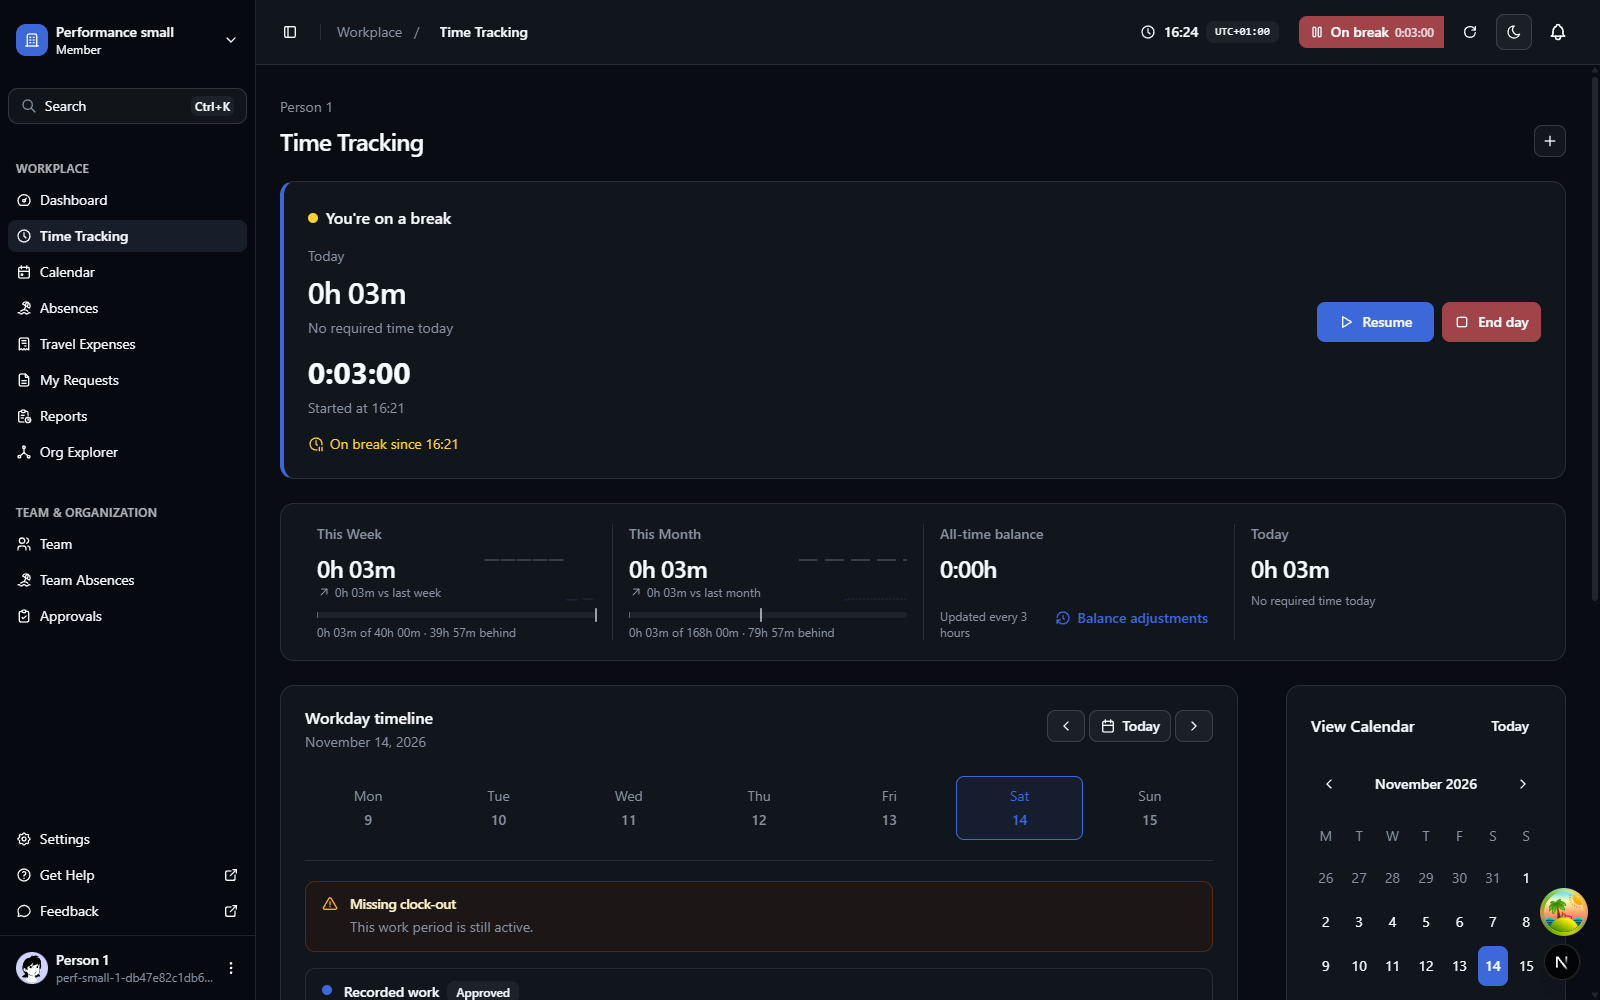 Performance small
Member
Search
Ctrl+K
WORKPLACE
Dashboard
Time Tracking
Calendar
Absences
Travel Expenses
My Requests
Reports
Org Explorer
TEAM & ORGANIZATION
Team
Team Absences
Approvals
Settings
Get Help
Feedback
Person 1
perf-small-1-db47e82c1db6...
Workplace / Time Tracking
16:24 UTC+01:00
On break 0:03:00
Person 1
Time Tracking
You're on a break
Today
0h 03m
No required time today
0:03:00
Started at 16:21
On break since 16:21
Resume
End day
This Week
0h 03m
0h 03m vs last week
0h 03m of 40h 00m · 39h 57m behind
This Month
0h 03m
0h 03m vs last month
0h 03m of 168h 00m · 79h 57m behind
All-time balance
0:00h
Updated every 3
hours
Balance adjustments
Today
0h 03m
No required time today
Workday timeline
November 14, 2026
Today
Mon Tue Wed Thu Fri Sat Sun
9 10 11 12 13 14 15
Missing clock-out
This work period is still active.
Recorded work Approved
View Calendar
Today
November 2026
M T W T F S S
26 27 28 29 30 31 1
2 3 4 5 6 7 8
9 10 11 12 13 14 15
N